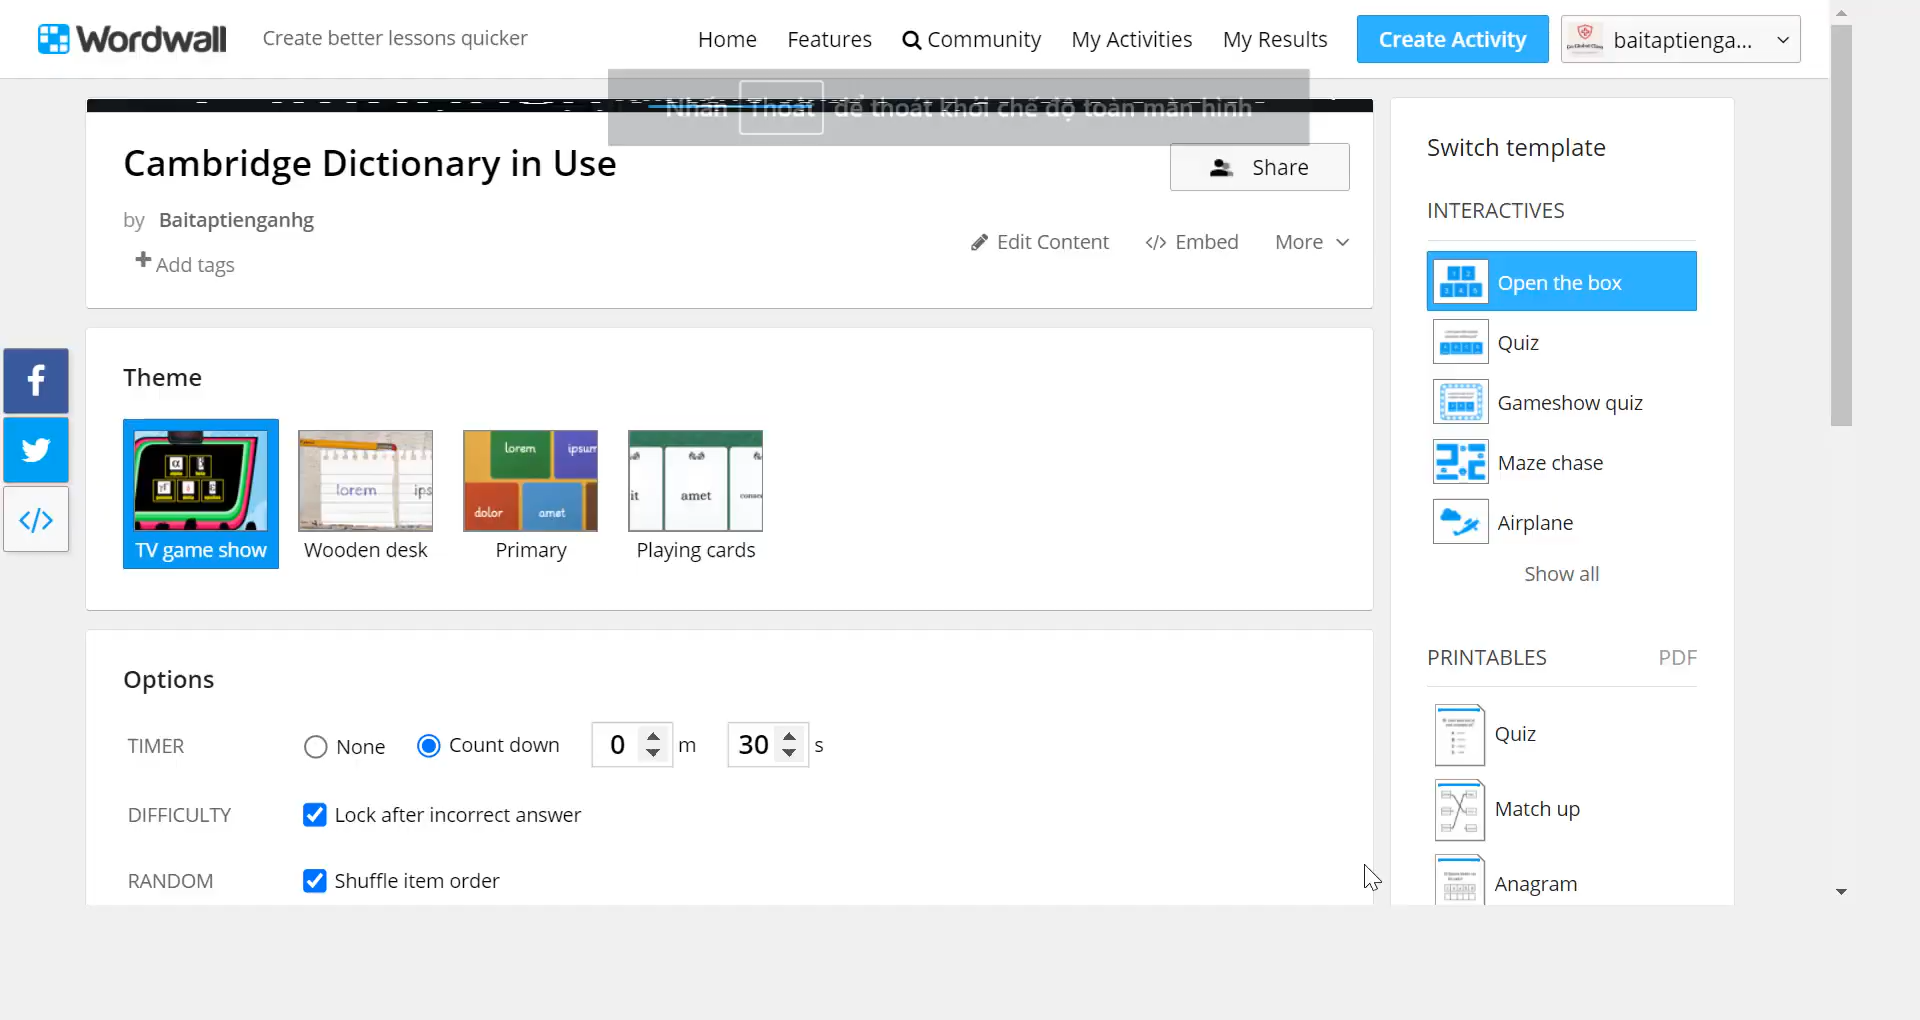 Wordwall
Create better lessons quicker
Home
Features
Community
My Activities
My Results
Create Activity
baitaptienga...
Nhấn Thoát để thoát khỏi chế độ toàn màn hình
Cambridge Dictionary in Use
Share
by Baitaptienganhg
+ Add tags
Edit Content
</> Embed
More
Theme
TV game show
lorem
ips
Wooden desk
lorem
ipsum
dolor
amet
Primary
it
amet
Playing cards
Options
TIMER
None
Count down
0 m
30 s
DIFFICULTY
Lock after incorrect answer
RANDOM
Shuffle item order
Switch template
INTERACTIVES
Open the box
Quiz
Gameshow quiz
Maze chase
Airplane
Show all
PRINTABLES
PDF
Quiz
Match up
Anagram